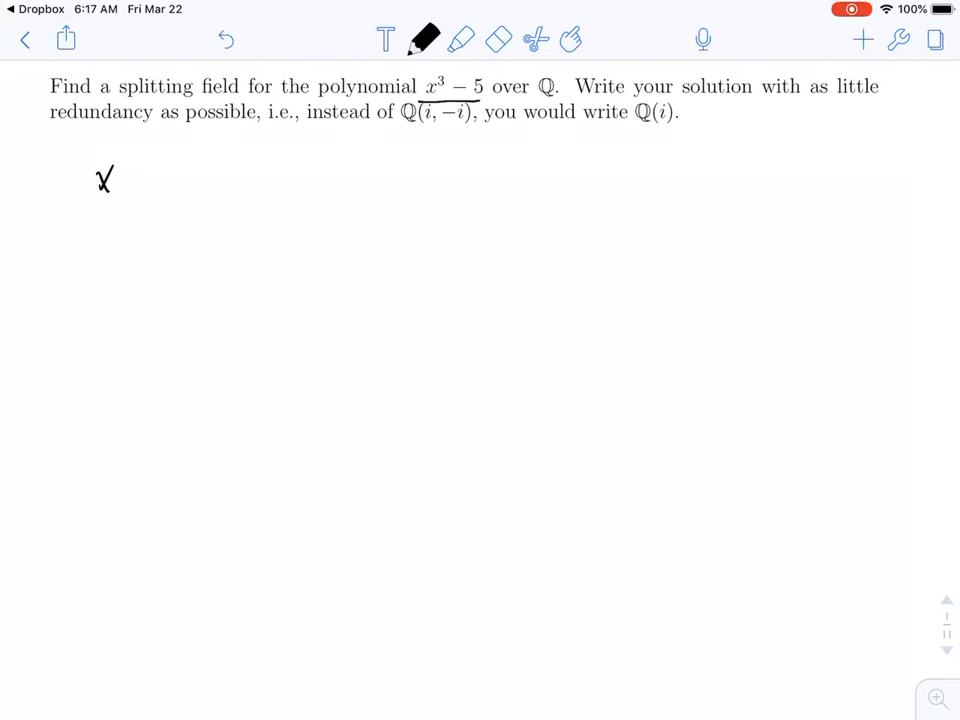 Dropbox 6:17 AM Fri Mar 22 100%
T
Find a splitting field for the polynomial x³ − 5 over ℚ. Write your solution with as little
redundancy as possible, i.e., instead of ℚ(i, −i), you would write ℚ(i).
x